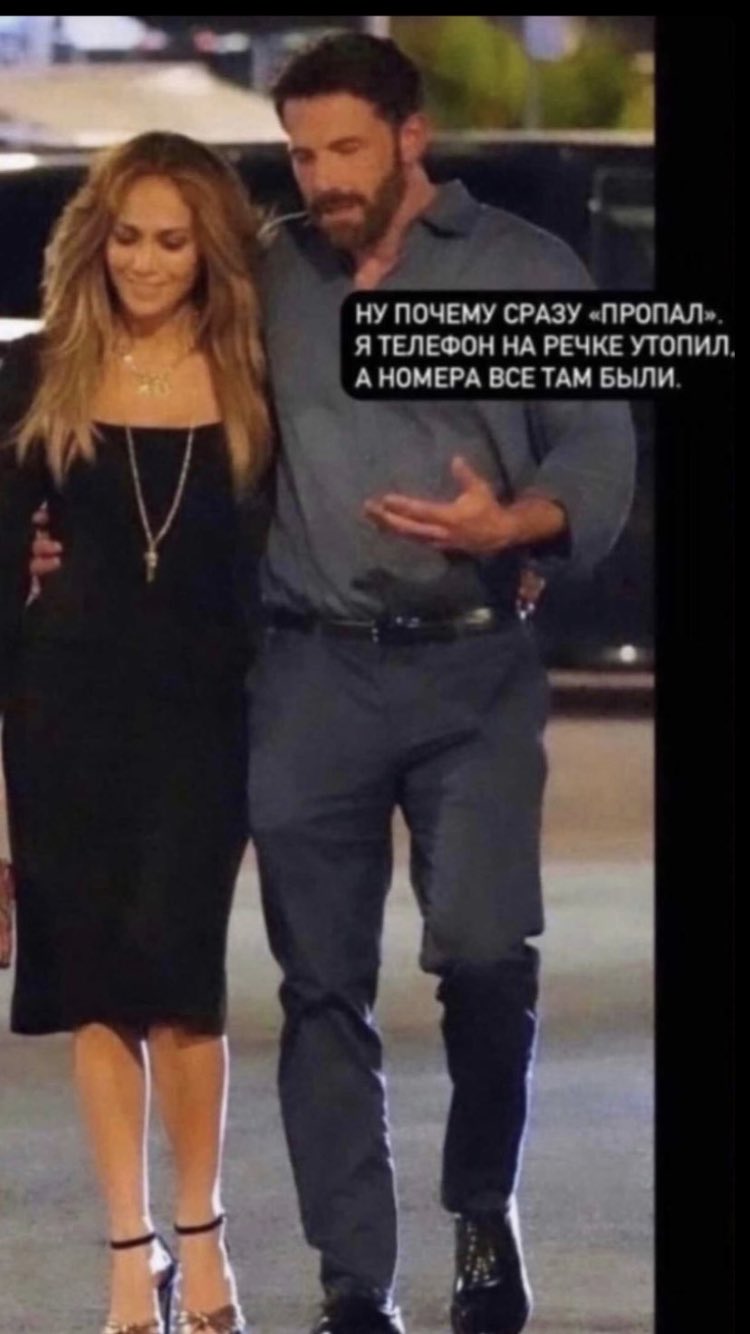 НУ ПОЧЕМУ СРАЗУ «ПРОПАЛ».
Я ТЕЛЕФОН НА РЕЧКЕ УТОПИЛ,
А НОМЕРА ВСЕ ТАМ БЫЛИ.